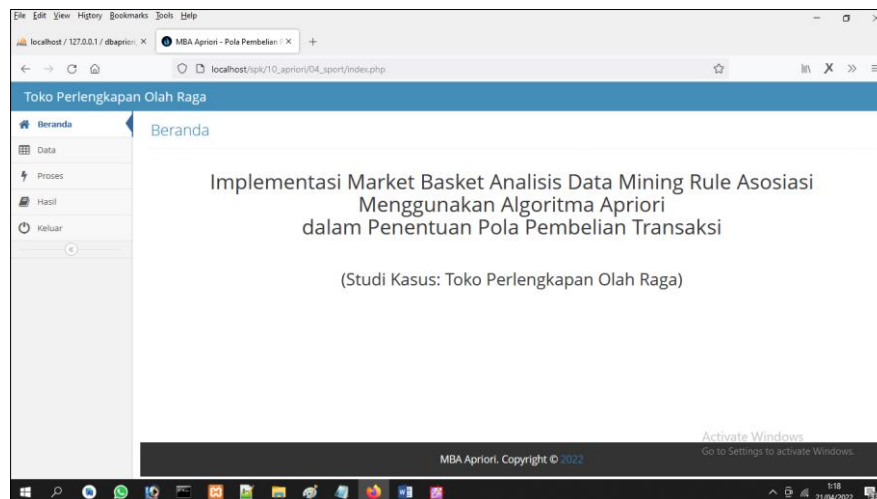 File Edit View History Bookmarks Tools Help
localhost / 127.0.0.1 / dbapriori,
MBA Apriori - Pola Pembelian
localhost/spk/10_apriori/04_sport/index.php
Toko Perlengkapan Olah Raga
Beranda
Data
Proses
Hasil
Keluar
Beranda
Implementasi Market Basket Analisis Data Mining Rule Asosiasi
Menggunakan Algoritma Apriori
dalam Penentuan Pola Pembelian Transaksi
(Studi Kasus: Toko Perlengkapan Olah Raga)
Activate Windows
Go to Settings to activate Windows.
MBA Apriori. Copyright © 2022
1:18
21/04/2022